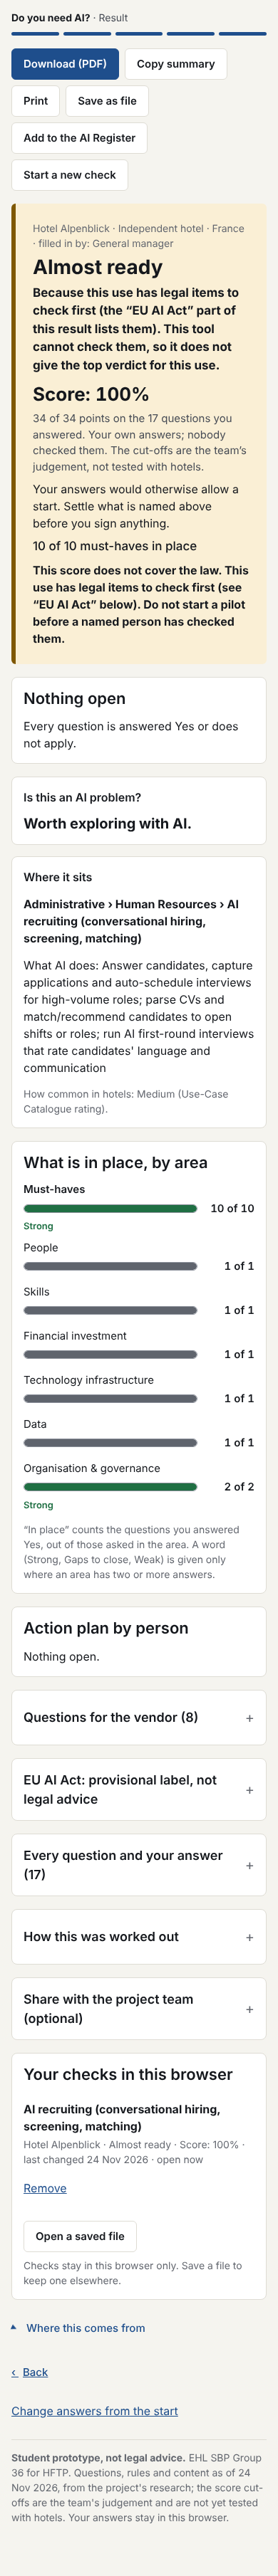 Do you need AI? · Result
Download (PDF)
Copy summary
Print
Save as file
Add to the AI Register
Start a new check
Hotel Alpenblick · Independent hotel · France
· filled in by: General manager
Almost ready
Because this use has legal items to
check first (the “EU AI Act” part of
this result lists them). This tool
cannot check them, so it does not
give the top verdict for this use.
Score: 100%
34 of 34 points on the 17 questions you
answered. Your own answers; nobody
checked them. The cut-offs are the team’s
judgement, not tested with hotels.
Your answers would otherwise allow a
start. Settle what is named above
before you sign anything.
10 of 10 must-haves in place
This score does not cover the law. This
use has legal items to check first (see
“EU AI Act” below). Do not start a pilot
before a named person has checked
them.
Nothing open
Every question is answered Yes or does
not apply.
Is this an AI problem?
Worth exploring with AI.
Where it sits
Administrative › Human Resources › AI
recruiting (conversational hiring,
screening, matching)
What AI does: Answer candidates, capture
applications and auto-schedule interviews
for high-volume roles; parse CVs and
match/recommend candidates to open
shifts or roles; run AI first-round interviews
that rate candidates' language and
communication
How common in hotels: Medium (Use-Case
Catalogue rating).
What is in place, by area
Must-haves
10 of 10
Strong
People
1 of 1
Skills
1 of 1
Financial investment
1 of 1
Technology infrastructure
1 of 1
Data
1 of 1
Organisation & governance
2 of 2
Strong
“In place” counts the questions you answered
Yes, out of those asked in the area. A word
(Strong, Gaps to close, Weak) is given only
where an area has two or more answers.
Action plan by person
Nothing open.
Questions for the vendor (8) +
EU AI Act: provisional label, not
legal advice +
Every question and your answer
(17) +
How this was worked out +
Share with the project team
(optional) +
Your checks in this browser
AI recruiting (conversational hiring,
screening, matching)
Hotel Alpenblick · Almost ready · Score: 100% ·
last changed 24 Nov 2026 · open now
Remove
Open a saved file
Checks stay in this browser only. Save a file to
keep one elsewhere.
Where this comes from
‹ Back
Change answers from the start
Student prototype, not legal advice. EHL SBP Group
36 for HFTP. Questions, rules and content as of 24
Nov 2026, from the project's research; the score cut-
offs are the team's judgement and are not yet tested
with hotels. Your answers stay in this browser.